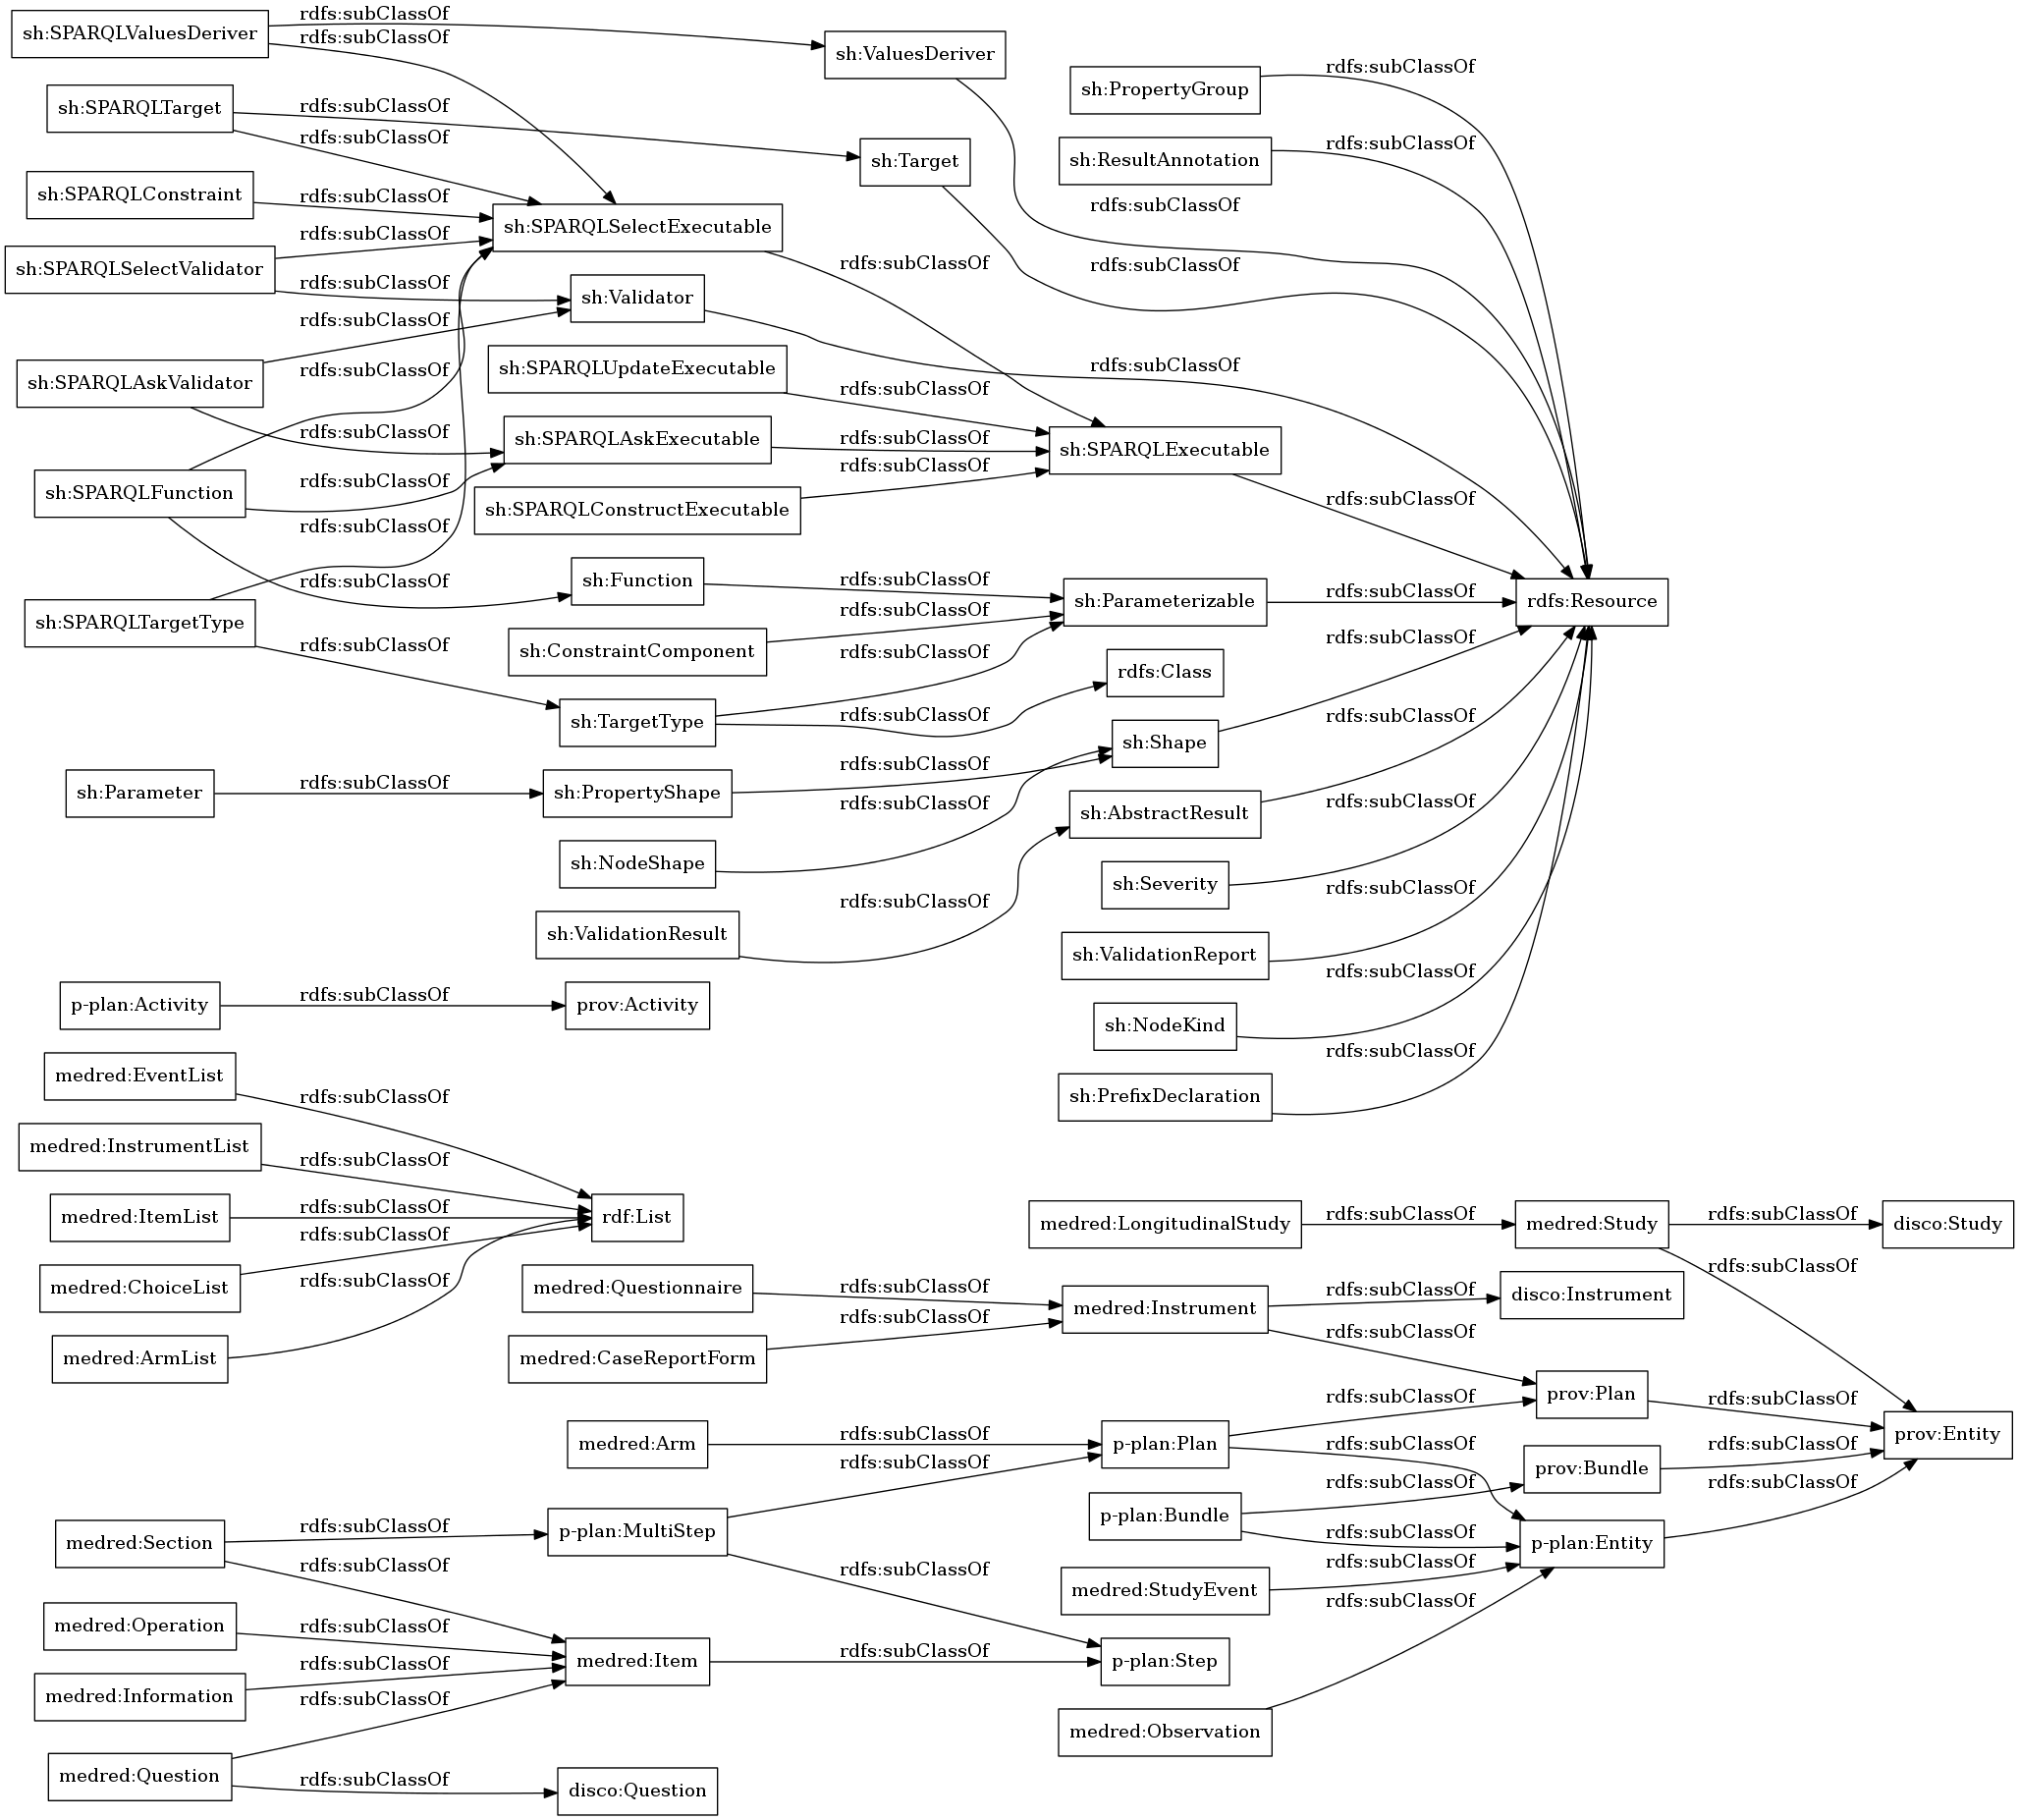 sh:SPARQLValuesDeriver
rdfs:subClassOf
rdfs:subClassOf
sh:ValuesDeriver
sh:PropertyGroup
rdfs:subClassOf
sh:SPARQLTarget
rdfs:subClassOf
rdfs:subClassOf
sh:Target
sh:ResultAnnotation
rdfs:subClassOf
sh:SPARQLConstraint
rdfs:subClassOf
rdfs:subClassOf
sh:SPARQLSelectExecutable
sh:SPARQLSelectValidator
rdfs:subClassOf
rdfs:subClassOf
rdfs:subClassOf
rdfs:subClassOf
sh:Validator
rdfs:subClassOf
rdfs:subClassOf
sh:SPARQLAskValidator
rdfs:subClassOf
rdfs:subClassOf
sh:SPARQLUpdateExecutable
rdfs:subClassOf
sh:SPARQLAskExecutable
rdfs:subClassOf
sh:SPARQLExecutable
sh:SPARQLFunction
rdfs:subClassOf
rdfs:subClassOf
rdfs:subClassOf
sh:SPARQLConstructExecutable
rdfs:subClassOf
rdfs:subClassOf
sh:Function
rdfs:subClassOf
sh:Parameterizable
rdfs:subClassOf
rdfs:Resource
sh:SPARQLTargetType
rdfs:subClassOf
sh:ConstraintComponent
rdfs:subClassOf
rdfs:subClassOf
rdfs:Class
rdfs:subClassOf
sh:TargetType
rdfs:subClassOf
sh:Shape
rdfs:subClassOf
sh:Parameter
rdfs:subClassOf
sh:PropertyShape
rdfs:subClassOf
rdfs:subClassOf
sh:AbstractResult
rdfs:subClassOf
sh:NodeShape
sh:Severity
rdfs:subClassOf
rdfs:subClassOf
sh:ValidationResult
sh:ValidationReport
rdfs:subClassOf
p-plan:Activity
rdfs:subClassOf
prov:Activity
sh:NodeKind
rdfs:subClassOf
medred:EventList
rdfs:subClassOf
sh:PrefixDeclaration
medred:InstrumentList
rdfs:subClassOf
medred:ItemList
rdfs:subClassOf
rdf:List
medred:LongitudinalStudy
rdfs:subClassOf
medred:Study
rdfs:subClassOf
disco:Study
medred:ChoiceList
rdfs:subClassOf
rdfs:subClassOf
medred:Questionnaire
rdfs:subClassOf
medred:Instrument
rdfs:subClassOf
disco:Instrument
rdfs:subClassOf
medred:ArmList
medred:CaseReportForm
rdfs:subClassOf
rdfs:subClassOf
prov:Plan
rdfs:subClassOf
prov:Entity
medred:Arm
rdfs:subClassOf
p-plan:Plan
rdfs:subClassOf
rdfs:subClassOf
rdfs:subClassOf
prov:Bundle
rdfs:subClassOf
p-plan:Bundle
rdfs:subClassOf
rdfs:subClassOf
rdfs:subClassOf
medred:Section
rdfs:subClassOf
p-plan:MultiStep
p-plan:Entity
rdfs:subClassOf
rdfs:subClassOf
medred:StudyEvent
rdfs:subClassOf
rdfs:subClassOf
medred:Operation
rdfs:subClassOf
medred:Item
rdfs:subClassOf
p-plan:Step
medred:Information
rdfs:subClassOf
rdfs:subClassOf
medred:Observation
medred:Question
rdfs:subClassOf
disco:Question